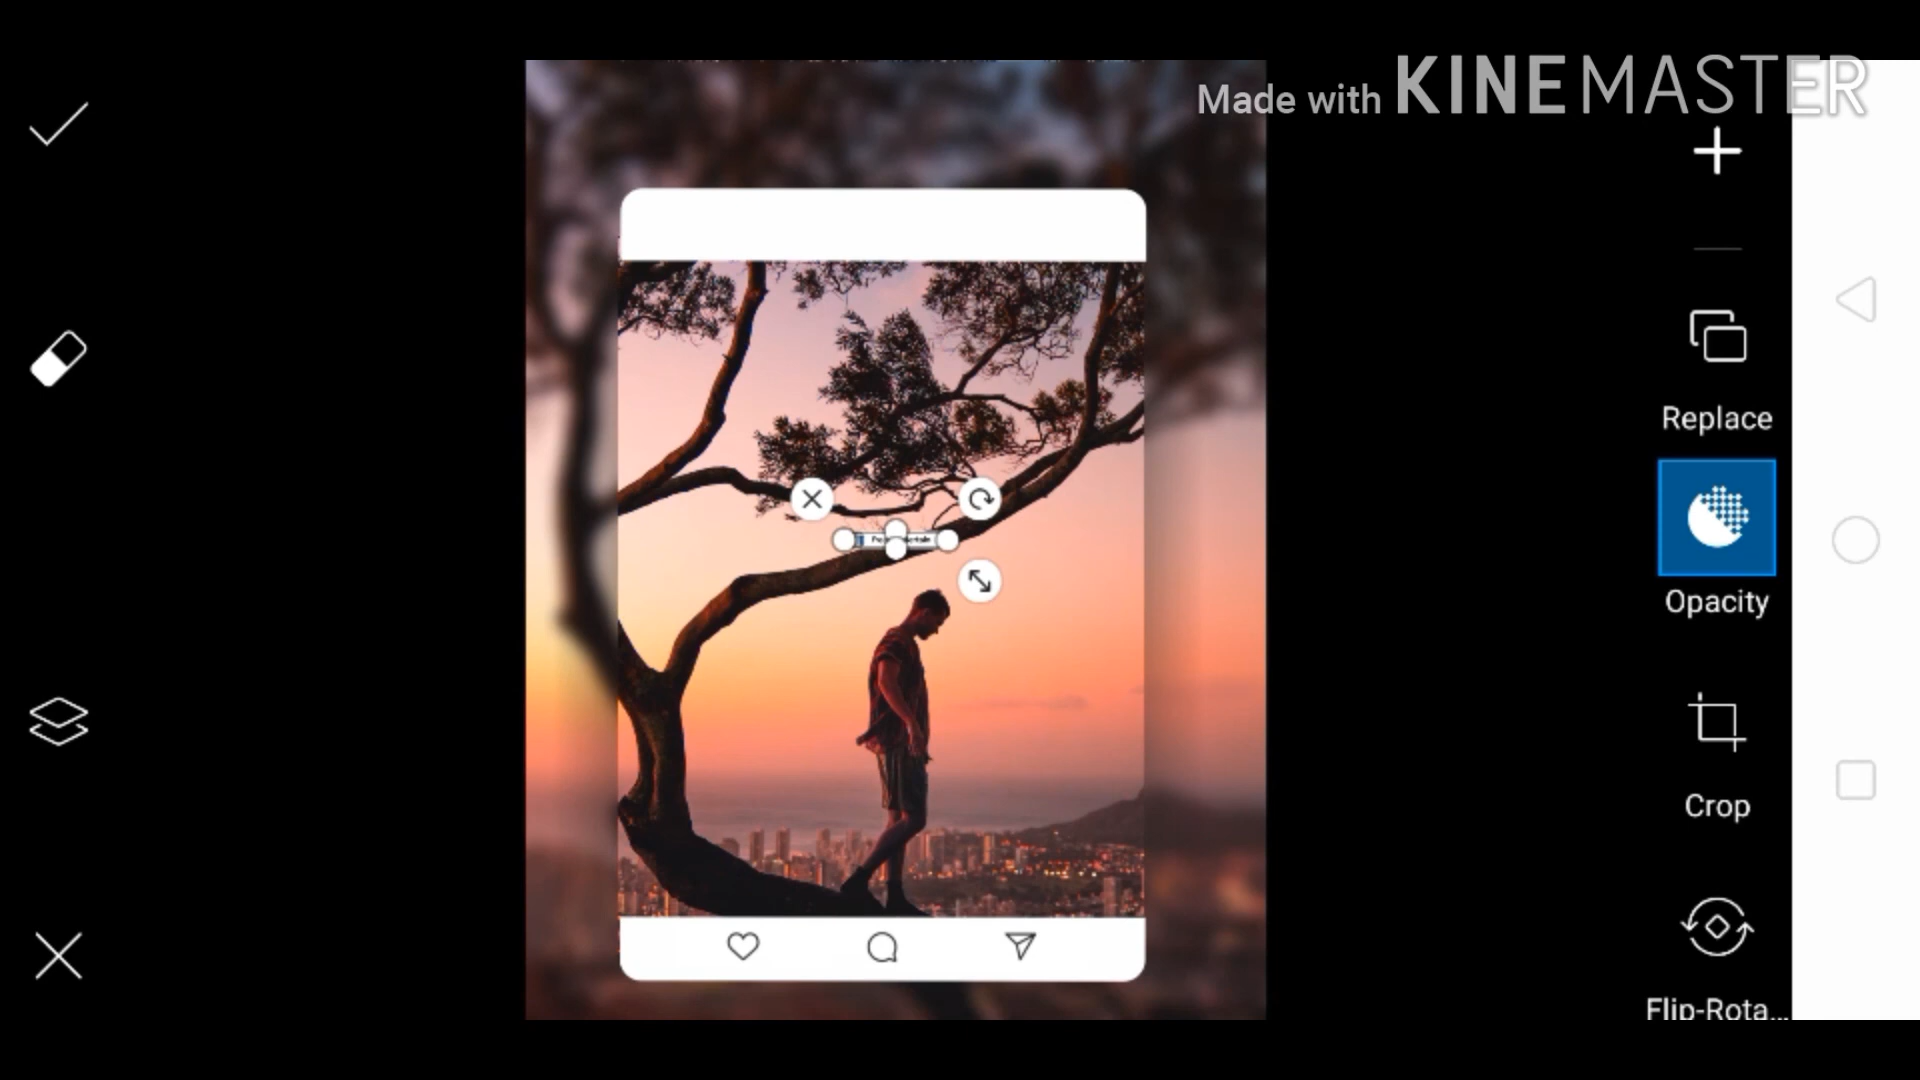 Made with KINEMASTER
Replace
Opacity
Crop
Flip-Rota...